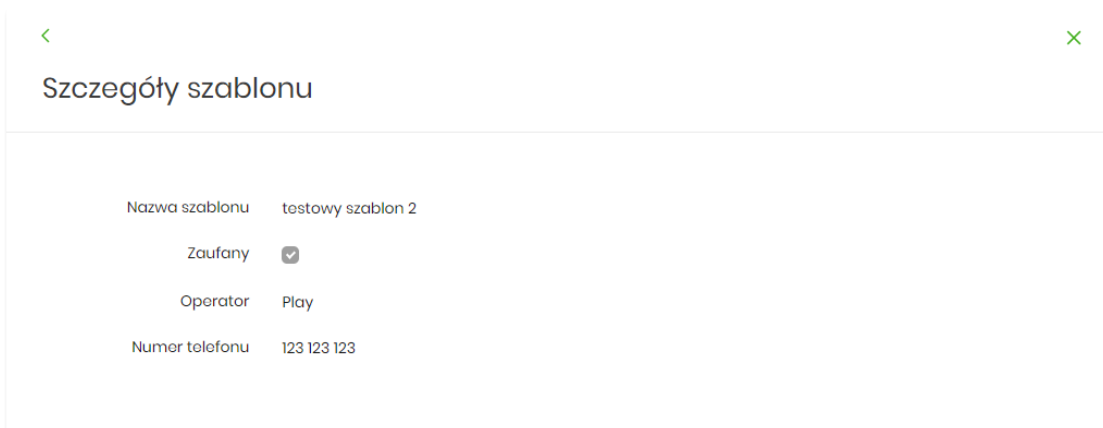 Szczegóły szablonu
Nazwa szablonu testowy szablon 2
Zaufany
Operator Play
Numer telefonu 123 123 123